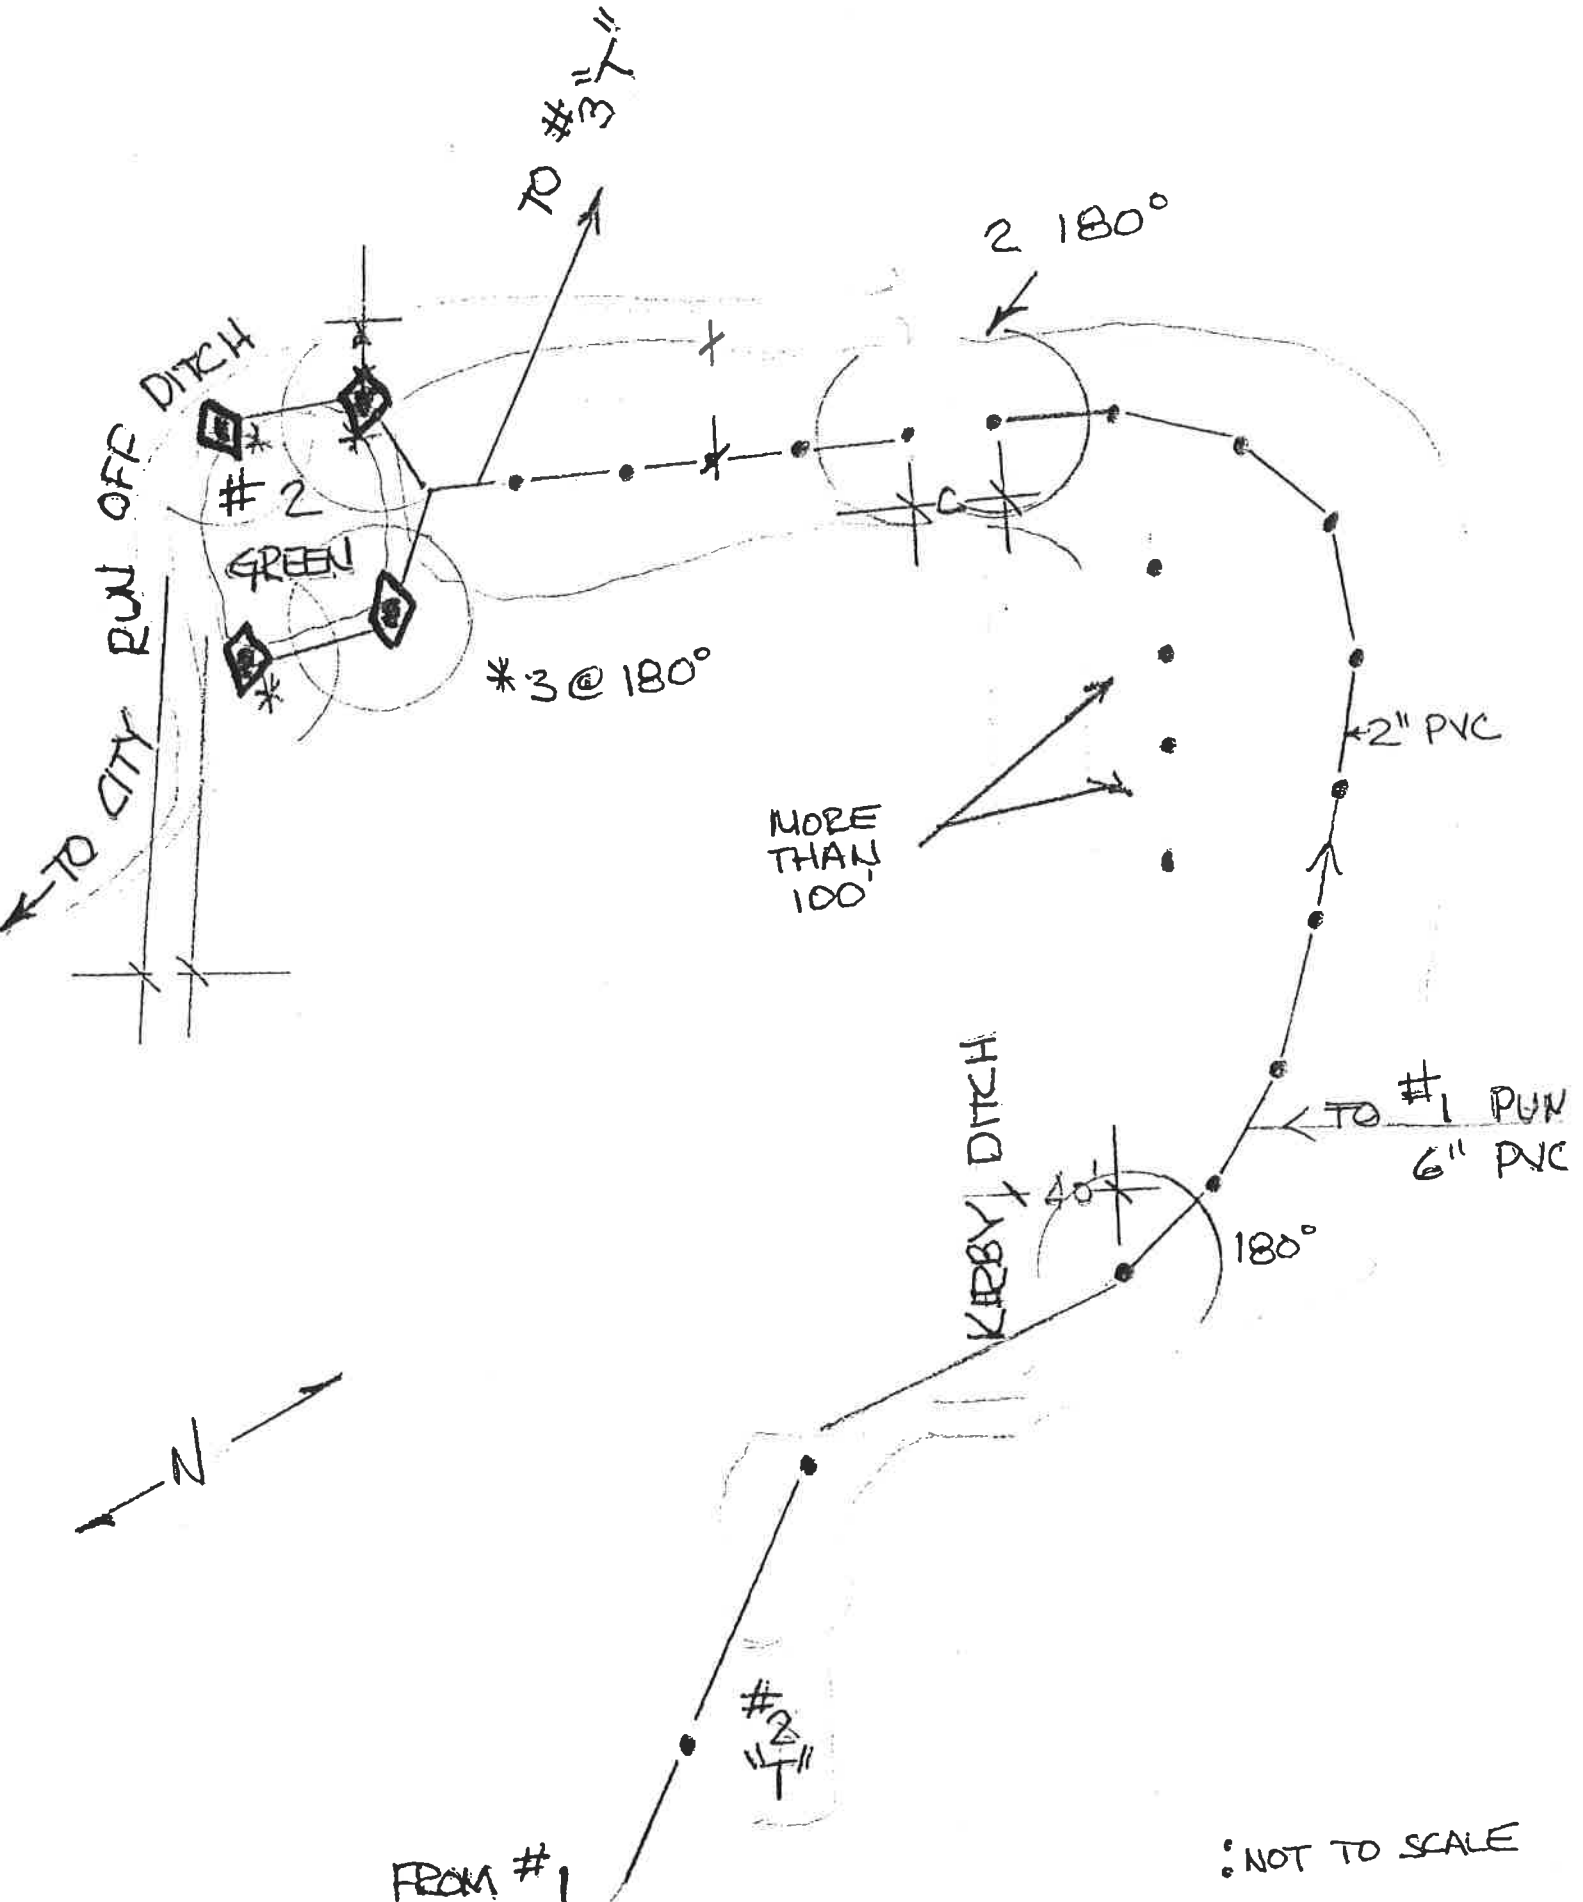 TO #3 "T"
2 180°
RUN OFF DITCH
#2
GREEN
C
*3 @ 180°
2" PVC
TO CITY
MORE
THAN
100'
KIRBY DITCH
TO #1 PUN
6" PVC
40'
180°
N
#2
"T"
FROM #1
:NOT TO SCALE